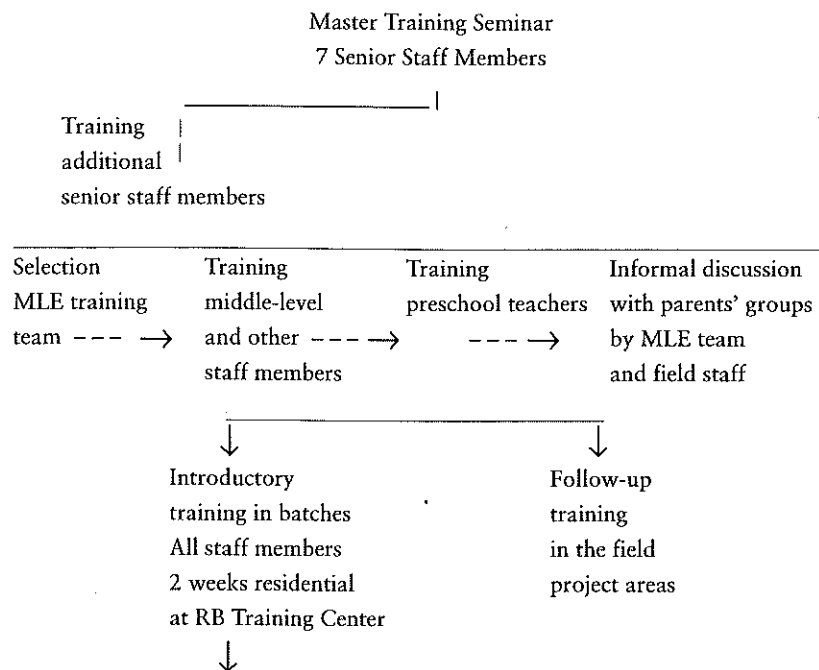 Master Training Seminar
7 Senior Staff Members
Training
additional
senior staff members
Selection
MLE training
team
Training
middle-level
and other
staff members
Training
preschool teachers
Informal discussion
with parents' groups
by MLE team
and field staff
Introductory
training in batches
All staff members
2 weeks residential
at RB Training Center
Follow-up
training
in the field
project areas